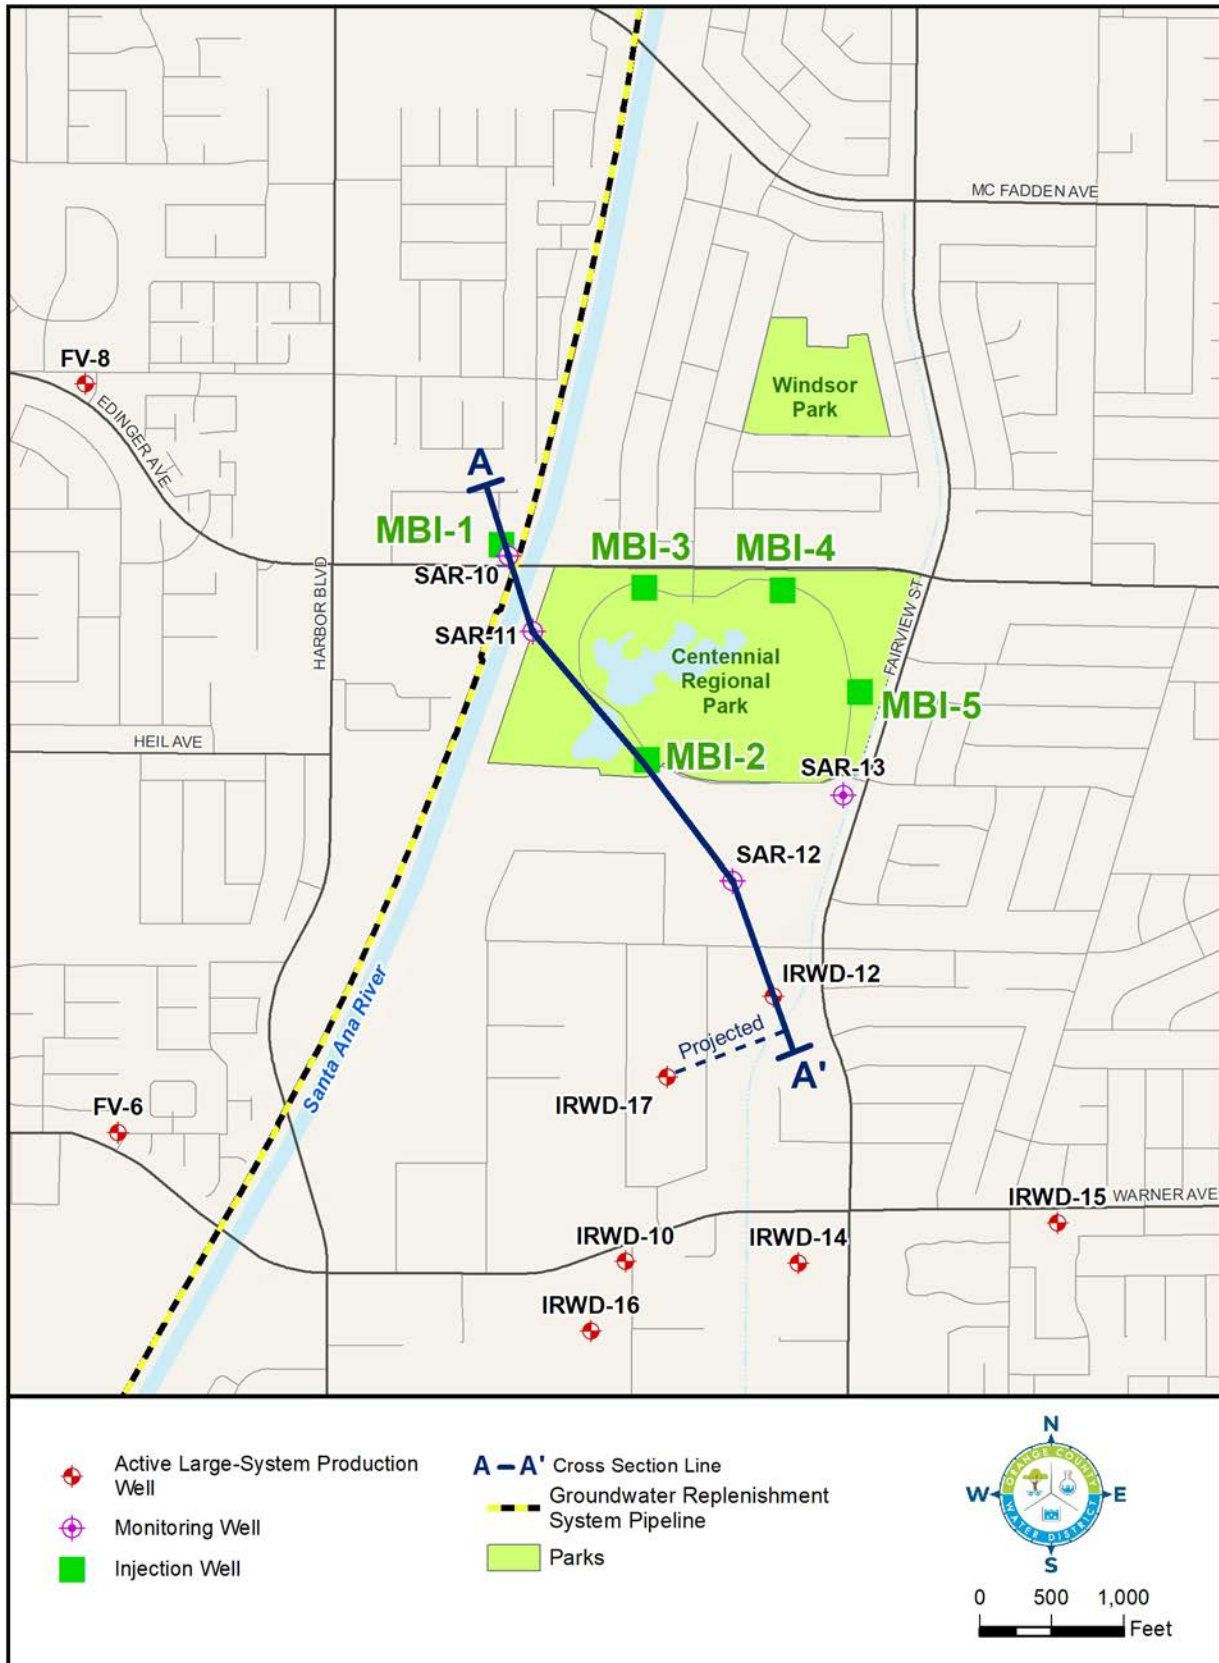 MC FADDEN AVE
FV-8
EDINGER AVE
Windsor
Park
A
MBI-1
MBI-3
MBI-4
SAR-10
HARBOR BLVD
SAR-11
FAIRVIEW ST
Centennial
Regional
Park
MBI-5
HEIL AVE
MBI-2
SAR-13
SAR-12
IRWD-12
Santa Ana River
Projected
A'
IRWD-17
FV-6
IRWD-15
WARNER AVE
IRWD-10
IRWD-14
IRWD-16
Active Large-System Production
Well
Monitoring Well
Injection Well
A – A' Cross Section Line
Groundwater Replenishment
System Pipeline
Parks
N
W
E
S
ORANGE COUNTY
WATER DISTRICT
0 500 1,000
Feet